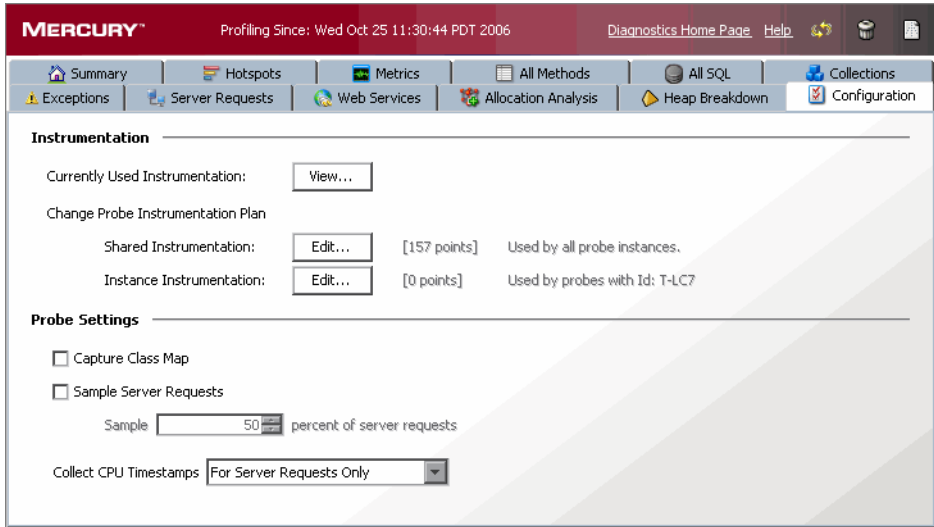 MERCURY™ Profiling Since: Wed Oct 25 11:30:44 PDT 2006 Diagnostics Home Page Help
Summary Hotspots Metrics All Methods All SQL Collections
Exceptions Server Requests Web Services Allocation Analysis Heap Breakdown Configuration
Instrumentation
Currently Used Instrumentation: View...
Change Probe Instrumentation Plan
Shared Instrumentation: Edit... [157 points] Used by all probe instances.
Instance Instrumentation: Edit... [0 points] Used by probes with Id: T-LC7
Probe Settings
Capture Class Map
Sample Server Requests
Sample 50 percent of server requests
Collect CPU Timestamps For Server Requests Only